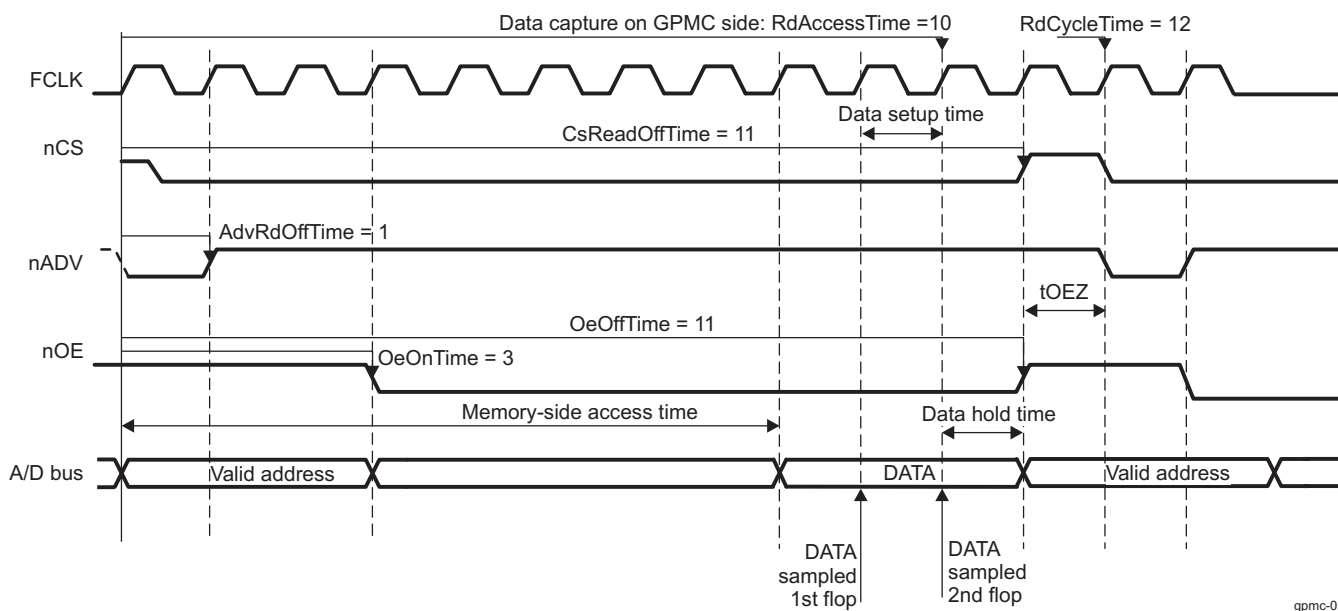 Data capture on GPMC side: RdAccessTime =10
RdCycleTime = 12
FCLK
Data setup time
nCS
CsReadOffTime = 11
AdvRdOffTime = 1
nADV
tOEZ
OeOffTime = 11
nOE
OeOnTime = 3
Memory-side access time
Data hold time
A/D bus
Valid address
DATA
Valid address
DATA
sampled
1st flop
DATA
sampled
2nd flop